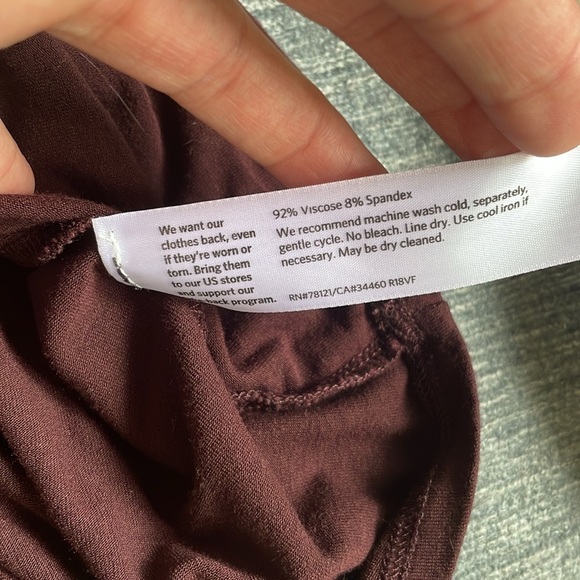 We want our
clothes back, even
if they're worn or
torn. Bring them
to our US stores
and support our
back program.
92% Viscose 8% Spandex
We recommend machine wash cold, separately,
gentle cycle. No bleach. Line dry. Use cool iron if
necessary. May be dry cleaned.
RN#78121/CA#34460 R18VF